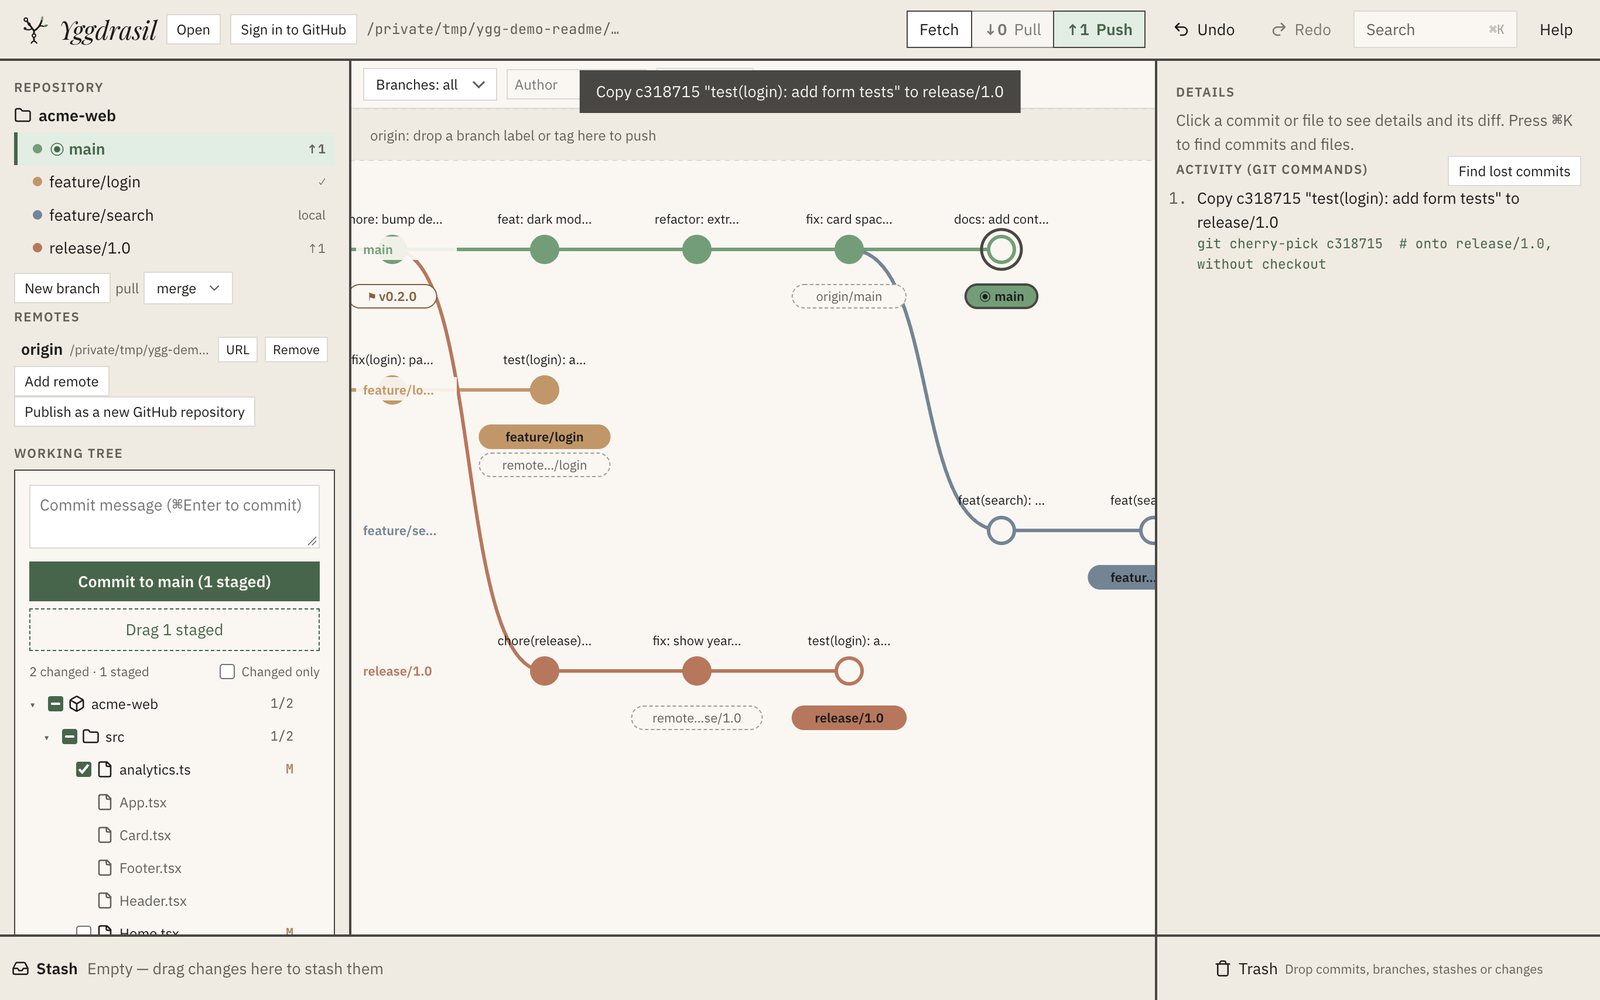 Yggdrasil
Open
Sign in to GitHub
/private/tmp/ygg-demo-readme/…
Fetch
↓0 Pull
↑1 Push
Undo
Redo
Search ⌘K
Help
REPOSITORY
acme-web
main ↑1
feature/login ✓
feature/search local
release/1.0 ↑1
New branch
pull
merge
REMOTES
origin /private/tmp/ygg-dem… URL Remove
Add remote
Publish as a new GitHub repository
WORKING TREE
Commit message (⌘Enter to commit)
Commit to main (1 staged)
Drag 1 staged
2 changed · 1 staged
Changed only
acme-web 1/2
src 1/2
analytics.ts M
App.tsx
Card.tsx
Footer.tsx
Header.tsx
Home.tsx M
Branches: all
Author
Copy c318715 "test(login): add form tests" to release/1.0
origin: drop a branch label or tag here to push
hore: bump de…
feat: dark mod…
refactor: extr…
fix: card spac…
docs: add cont…
main
v0.2.0
origin/main
main
fix(login): pa…
test(login): a…
feature/lo…
feature/login
remote…/login
feat(search): …
feat(sea
feature/se…
featur…
chore(release)…
fix: show year…
test(login): a…
release/1.0
remote…se/1.0
release/1.0
DETAILS
Click a commit or file to see details and its diff. Press ⌘K
to find commits and files.
ACTIVITY (GIT COMMANDS)
Find lost commits
1. Copy c318715 "test(login): add form tests" to
release/1.0
git cherry-pick c318715 # onto release/1.0,
without checkout
Stash Empty — drag changes here to stash them
Trash Drop commits, branches, stashes or changes